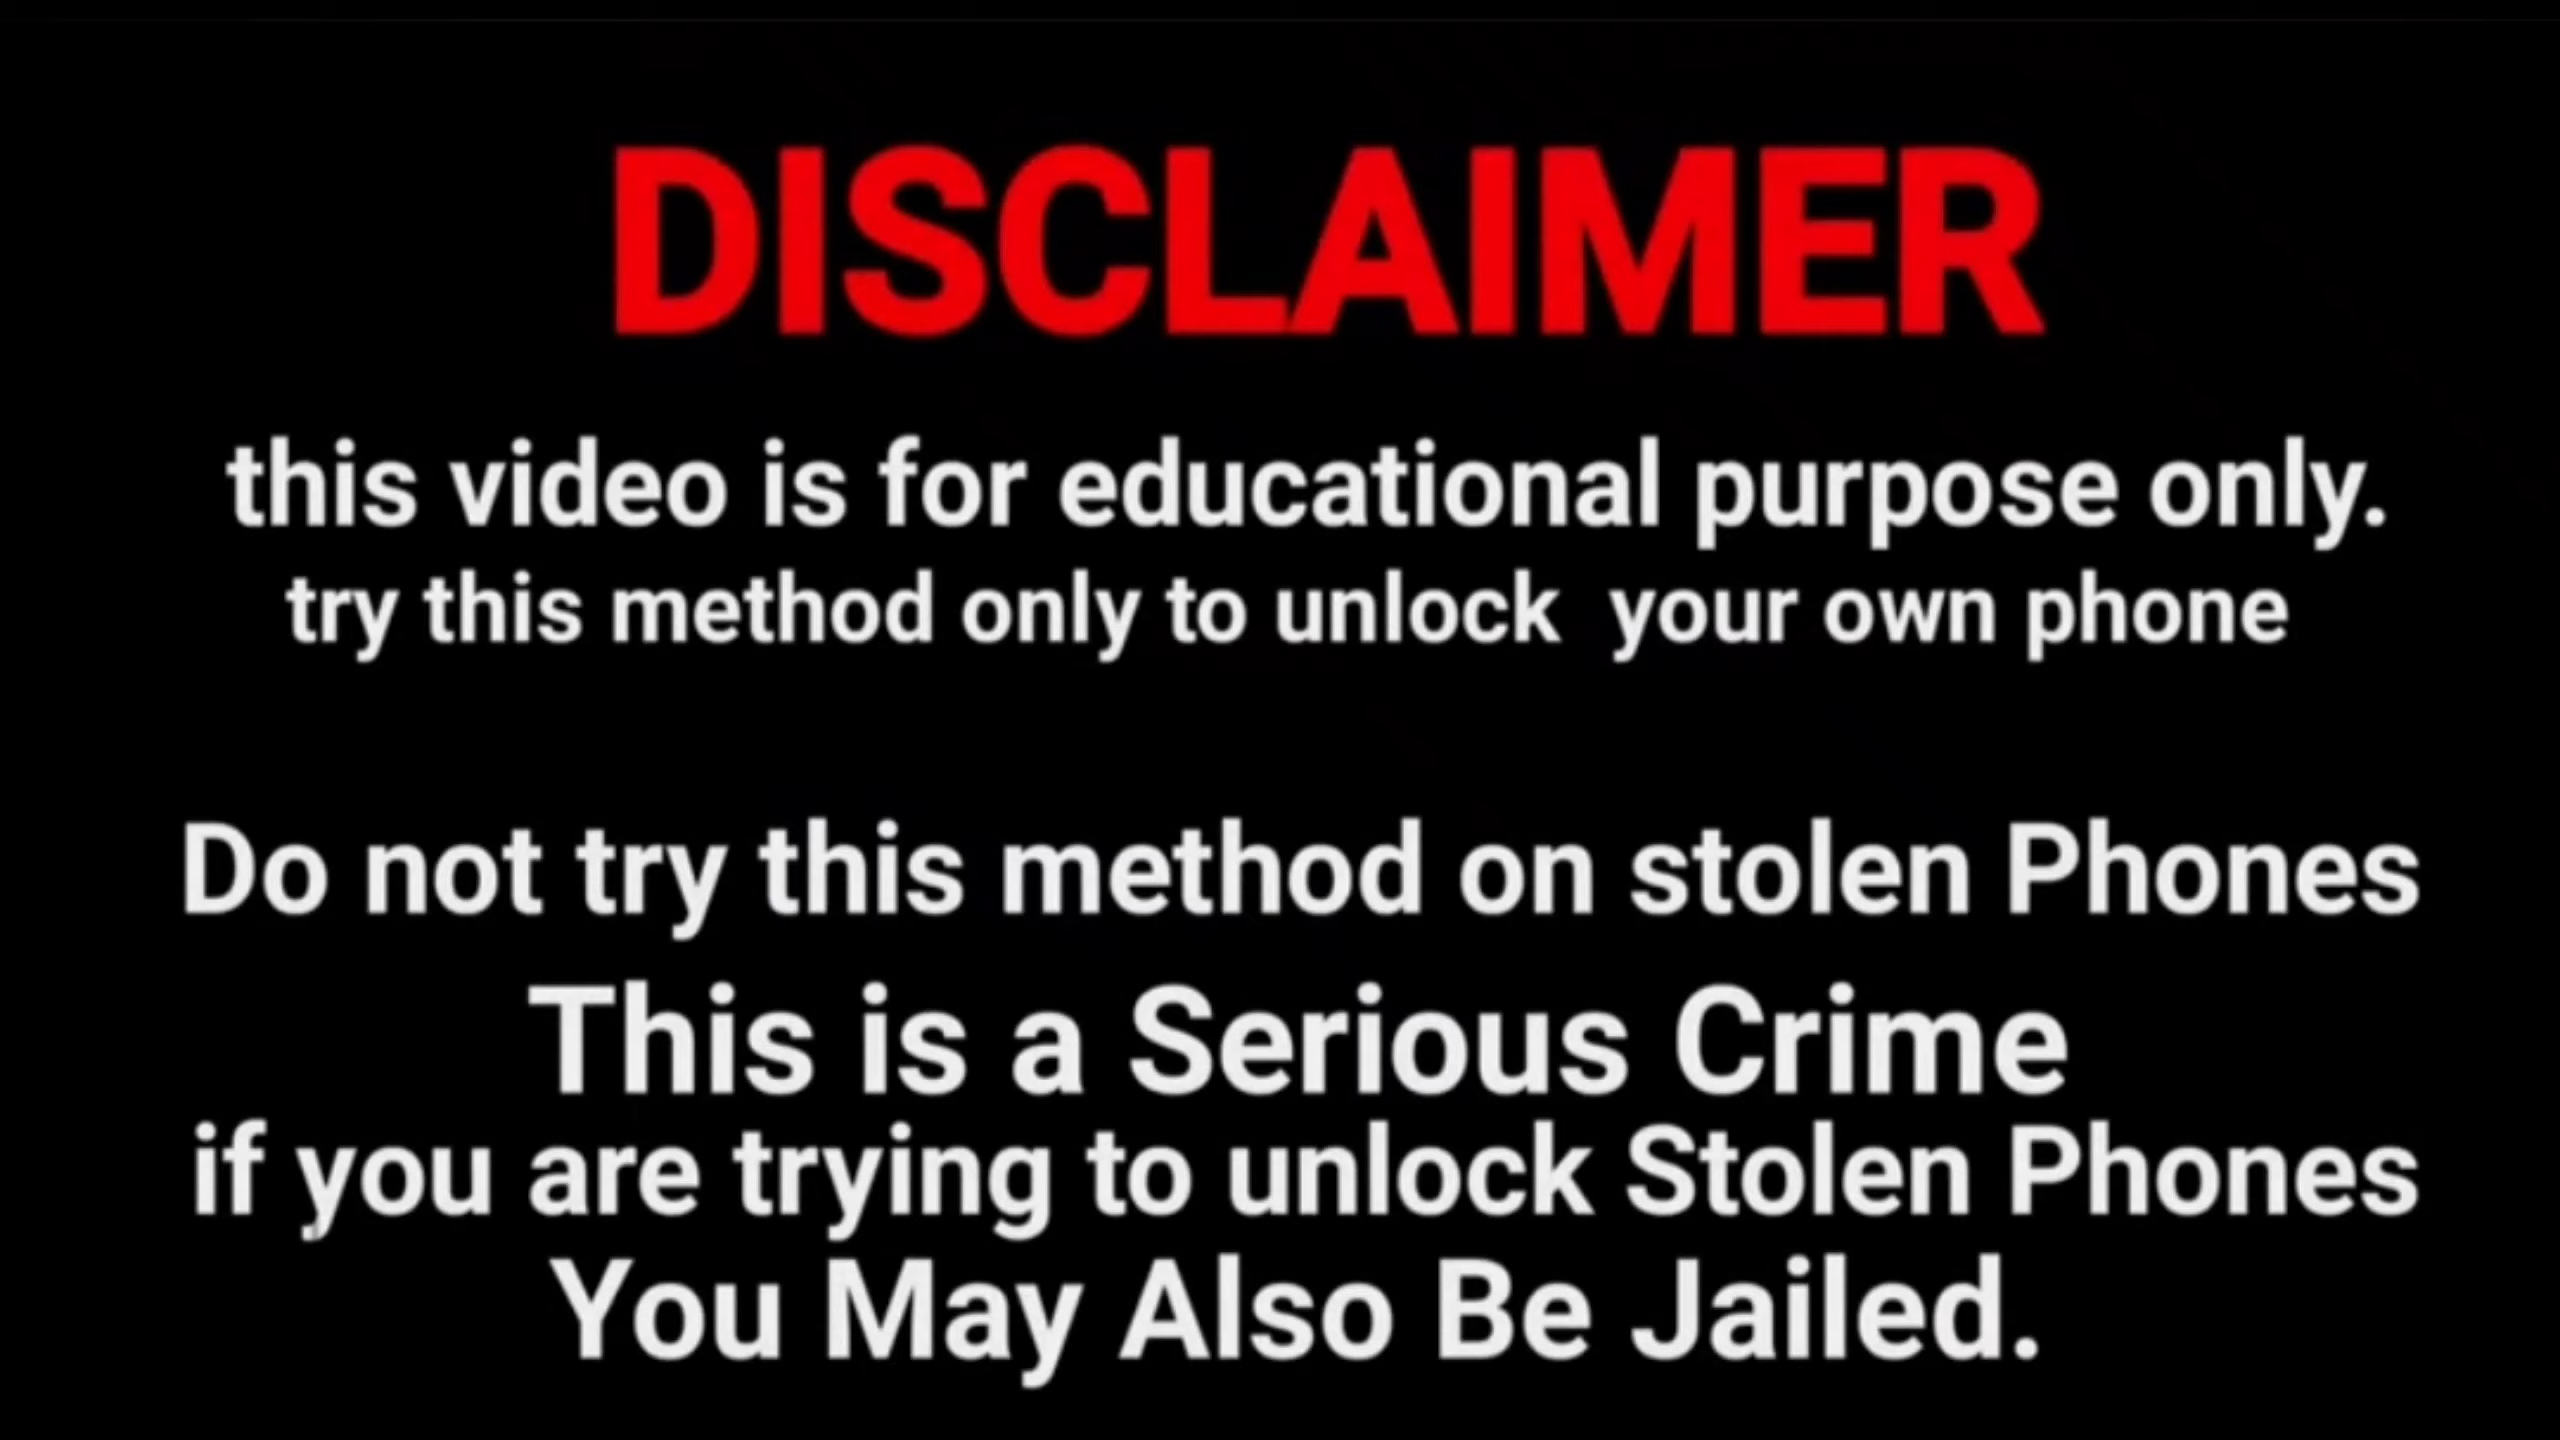 DISCLAIMER
this video is for educational purpose only.
try this method only to unlock your own phone
Do not try this method on stolen Phones
This is a Serious Crime
if you are trying to unlock Stolen Phones
You May Also Be Jailed.